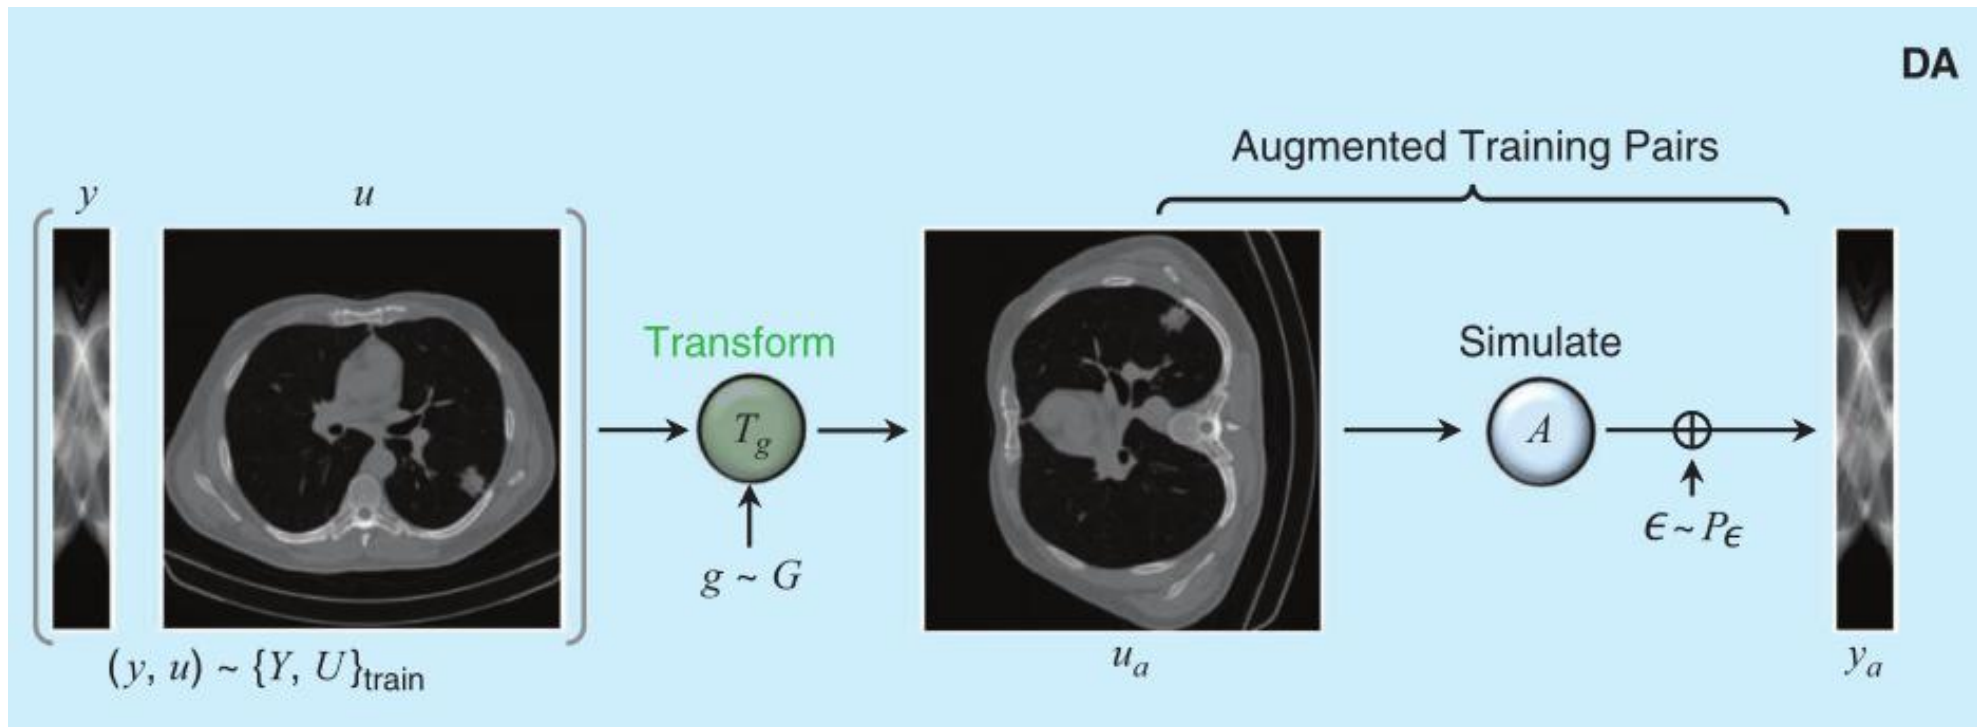 DA
Augmented Training Pairs
y
u
Transform
T_g
g ~ G
Simulate
A
ϵ ~ P_ϵ
(y, u) ~ {Y, U}_train
u_a
y_a